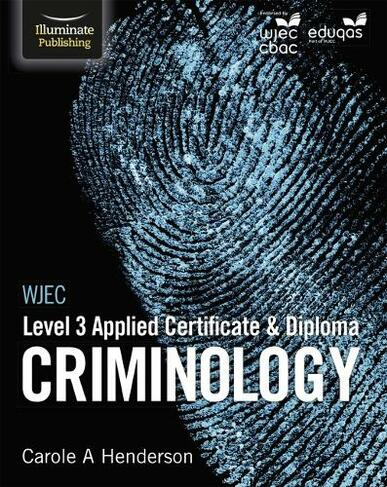 Illuminate
Publishing
Endorsed by
wjec
cbac
eduqas
Part of WJEC
WJEC
Level 3 Applied Certificate & Diploma
CRIMINOLOGY
Carole A Henderson